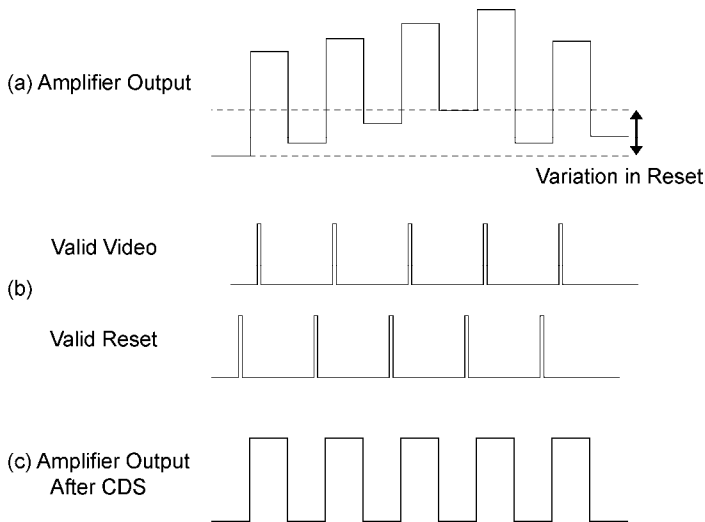 (a) Amplifier Output
Variation in Reset
Valid Video
(b)
Valid Reset
(c) Amplifier Output
After CDS